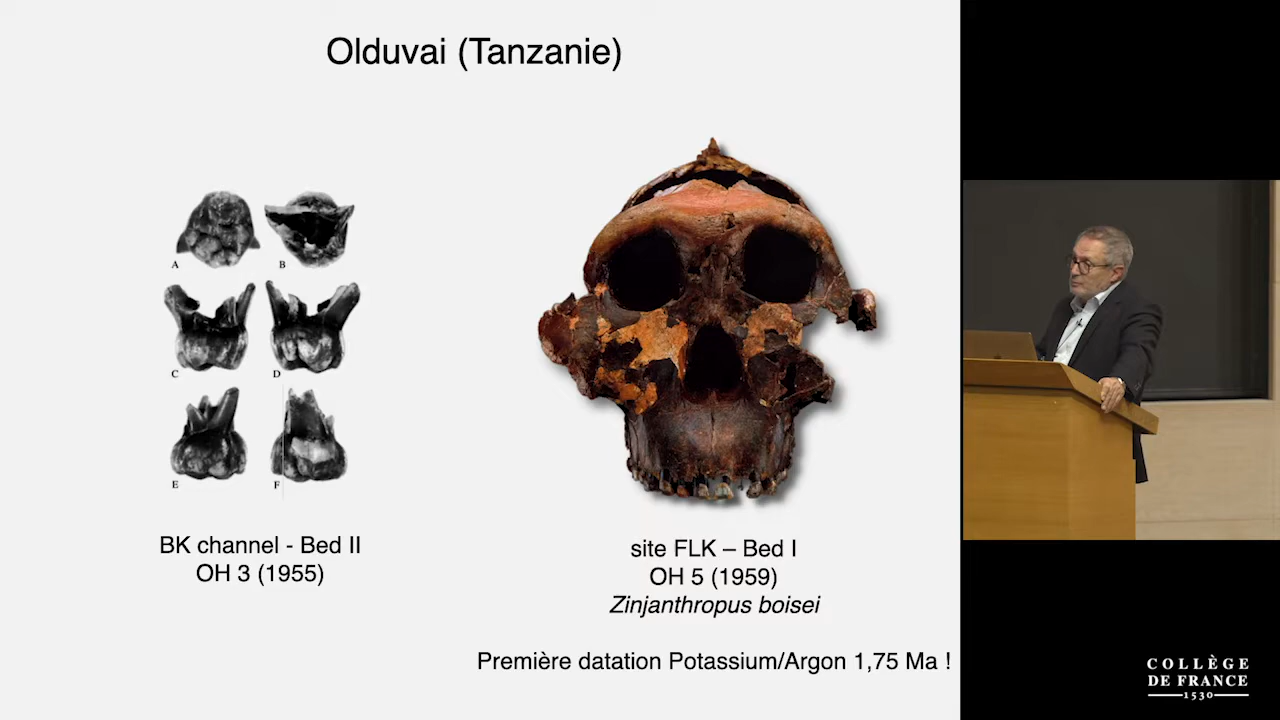 Olduvai (Tanzanie)
A
B
C
D
E
F
BK channel - Bed II
OH 3 (1955)
site FLK – Bed I
OH 5 (1959)
Zinjanthropus boisei
Première datation Potassium/Argon 1,75 Ma !
COLLÈGE
DE FRANCE
1530